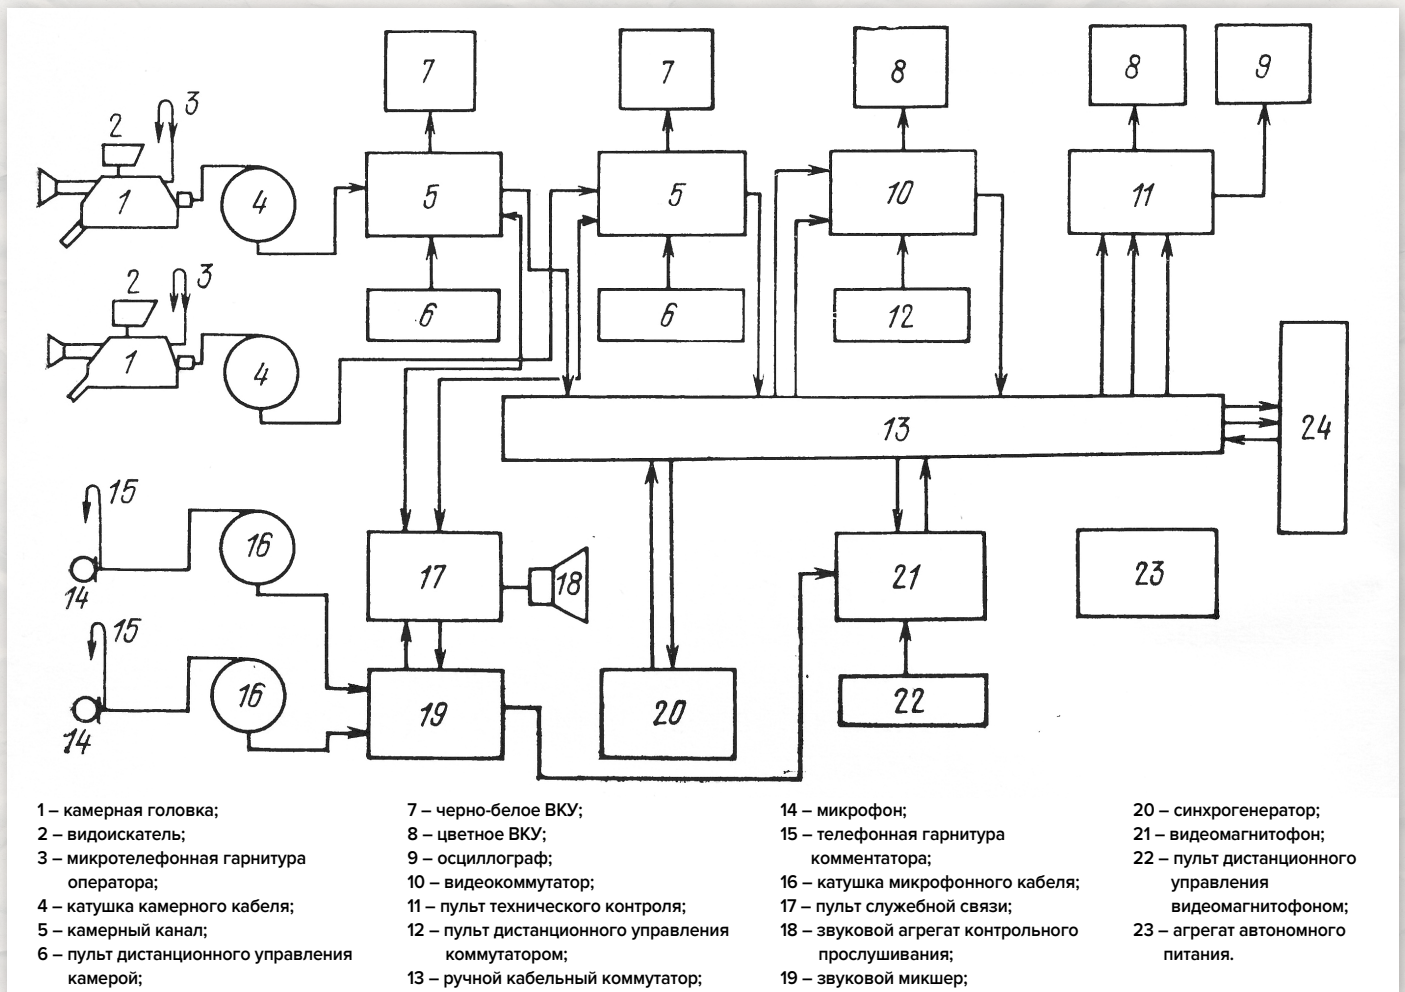 7
7
8
8
9
3
2
1
4
5
5
10
11
3
2
1
4
6
6
12
13
24
15
16
14
17
18
21
23
15
16
14
19
20
22
1 – камерная головка;
2 – видоискатель;
3 – микротелефонная гарнитура
оператора;
4 – катушка камерного кабеля;
5 – камерный канал;
6 – пульт дистанционного управления
камерой;
7 – черно-белое ВКУ;
8 – цветное ВКУ;
9 – осциллограф;
10 – видеокоммутатор;
11 – пульт технического контроля;
12 – пульт дистанционного управления
коммутатором;
13 – ручной кабельный коммутатор;
14 – микрофон;
15 – телефонная гарнитура
комментатора;
16 – катушка микрофонного кабеля;
17 – пульт служебной связи;
18 – звуковой агрегат контрольного
прослушивания;
19 – звуковой микшер;
20 – синхрогенератор;
21 – видеомагнитофон;
22 – пульт дистанционного
управления
видеомагнитофоном;
23 – агрегат автономного
питания.